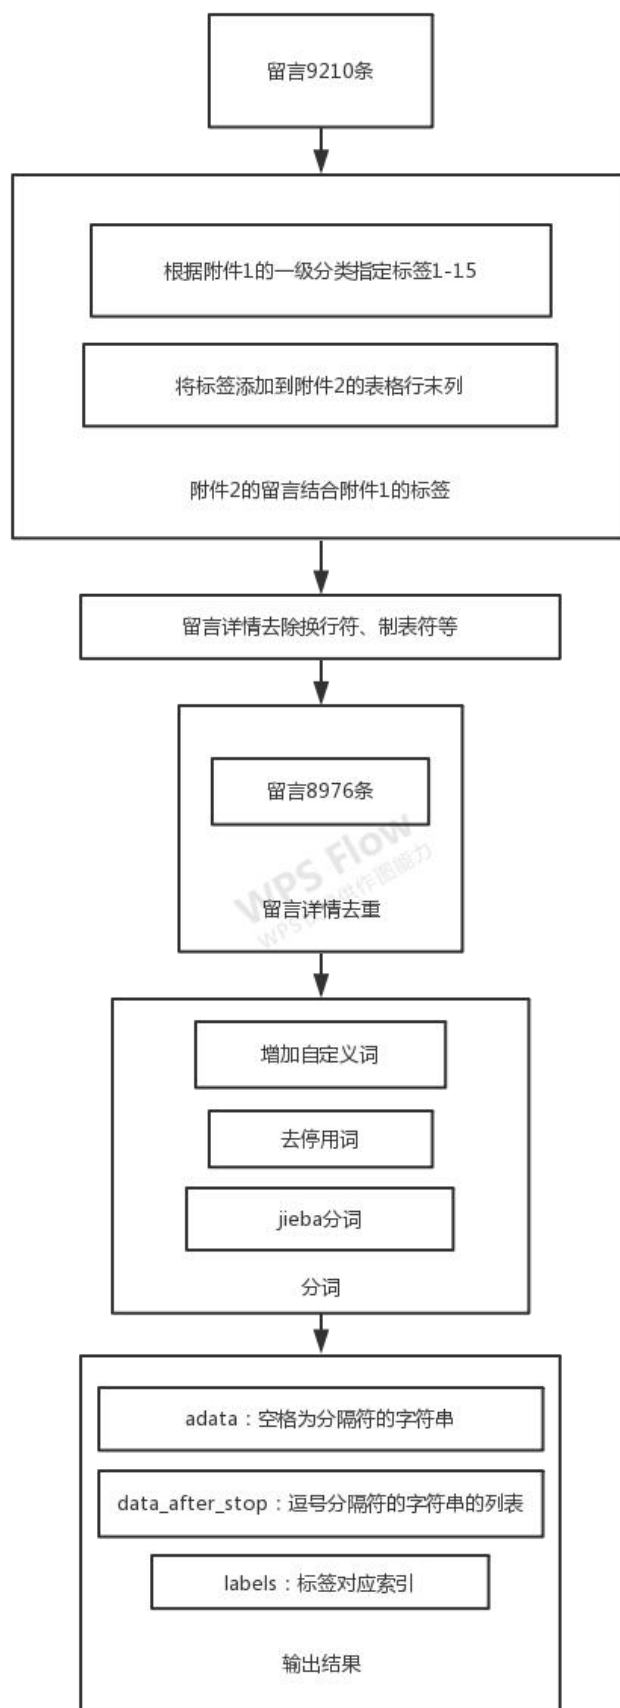 留言9210条
根据附件1的一级分类指定标签1-15
将标签添加到附件2的表格行末列
附件2的留言结合附件1的标签
留言详情去除换行符、制表符等
留言8976条
WPS Flow
留言详情去重
增加自定义词
去停用词
jieba分词
分词
adata：空格为分隔符的字符串
data_after_stop：逗号分隔符的字符串的列表
labels：标签对应索引
输出结果